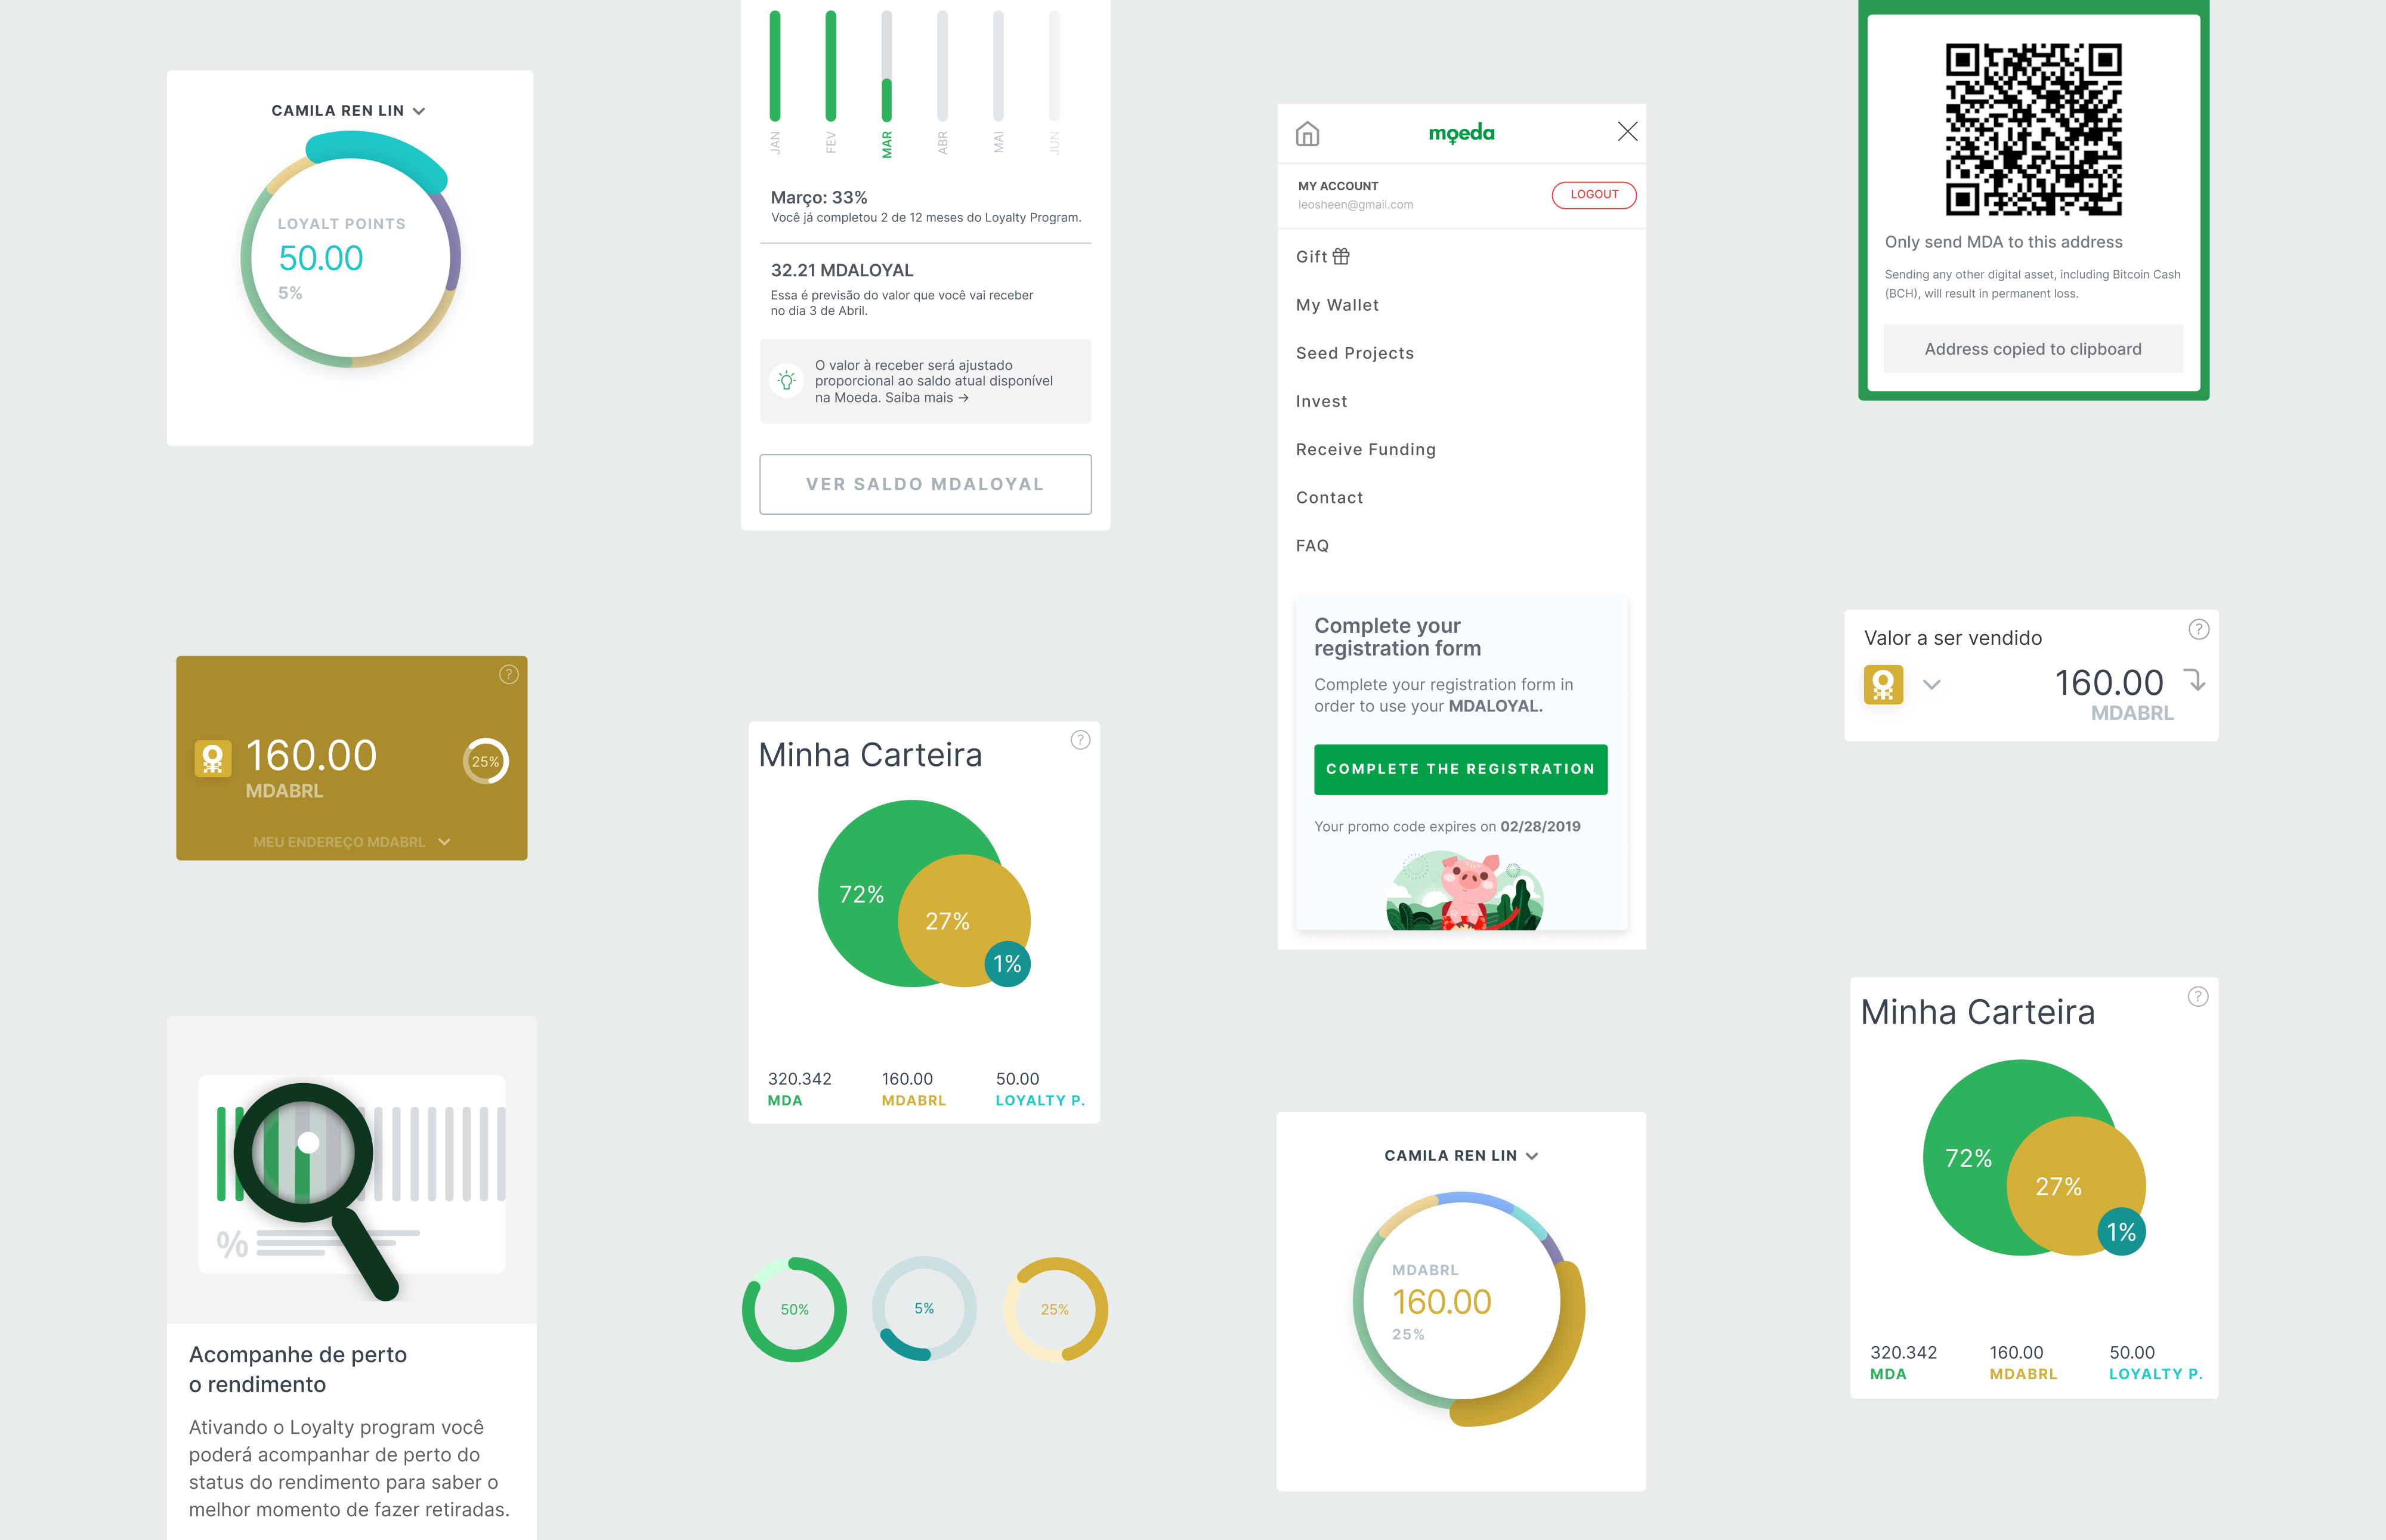 CAMILA REN LIN
LOYALT POINTS
50.00
5%
160.00
MDABRL
25%
MEU ENDEREÇO MDABRL
%
Acompanhe de perto
o rendimento
Ativando o Loyalty program você
poderá acompanhar de perto do
status do rendimento para saber o
melhor momento de fazer retiradas.
JAN
FEV
MAR
ABR
MAI
JUN
Março: 33%
Você já completou 2 de 12 meses do Loyalty Program.
32.21 MDALOYAL
Essa é previsão do valor que você vai receber
no dia 3 de Abril.
O valor à receber será ajustado
proporcional ao saldo atual disponível
na Moeda. Saiba mais →
VER SALDO MDALOYAL
Minha Carteira
72%
27%
1%
320.342 160.00 50.00
MDA MDABRL LOYALTY P.
50% 5% 25%
moeda
MY ACCOUNT
leosheen@gmail.com
LOGOUT
Gift
My Wallet
Seed Projects
Invest
Receive Funding
Contact
FAQ
Complete your
registration form
Complete your registration form in
order to use your MDALOYAL.
COMPLETE THE REGISTRATION
Your promo code expires on 02/28/2019
CAMILA REN LIN
MDABRL
160.00
25%
Only send MDA to this address
Sending any other digital asset, including Bitcoin Cash
(BCH), will result in permanent loss.
Address copied to clipboard
Valor a ser vendido
160.00
MDABRL
Minha Carteira
72%
27%
1%
320.342 160.00 50.00
MDA MDABRL LOYALTY P.